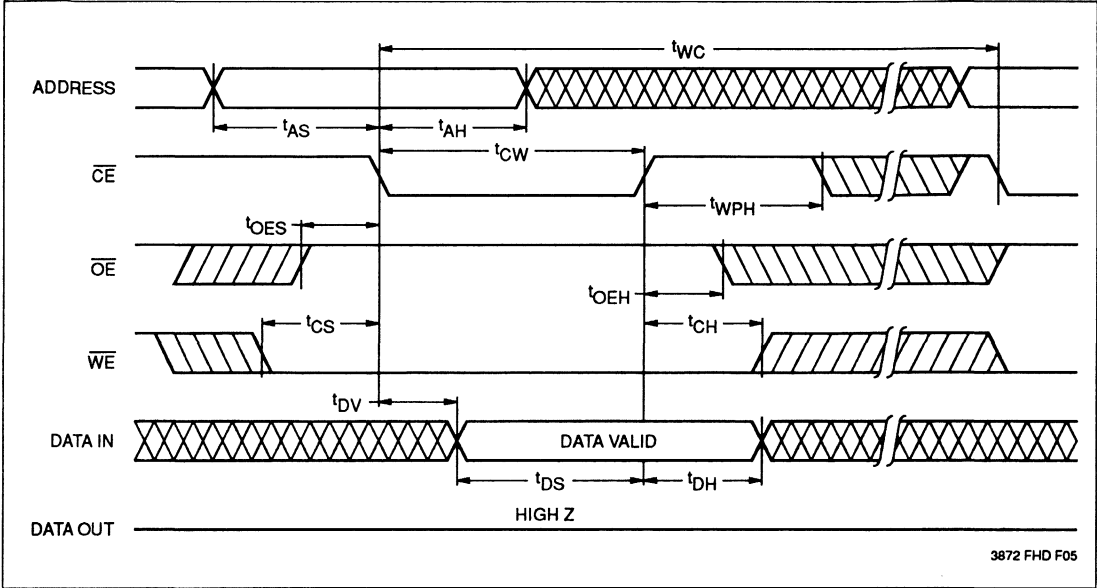 tWC
ADDRESS
tAS
tAH
tCW
CE
tWPH
tOES
OE
tOEH
tCS
tCH
WE
tDV
DATA IN
DATA VALID
tDS
tDH
HIGH Z
DATA OUT
3872 FHD F05